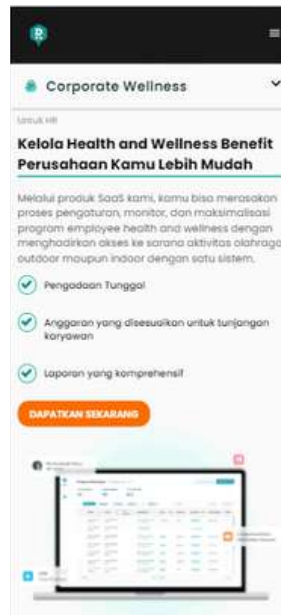 Corporate Wellness
Untuk HR
Kelola Health and Wellness Benefit
Perusahaan Kamu Lebih Mudah
Melalui produk SaaS kami, kamu bisa merasakan
proses pengaturan, monitor, dan maksimalisasi
program employee health and wellness dengan
menghadirkan akses ke sarana aktivitas olahraga
outdoor maupun indoor dengan satu sistem.
Pengadaan Tunggal
Anggaran yang disesuaikan untuk tunjangan
karyawan
Laporan yang komprehensif
DAPATKAN SEKARANG